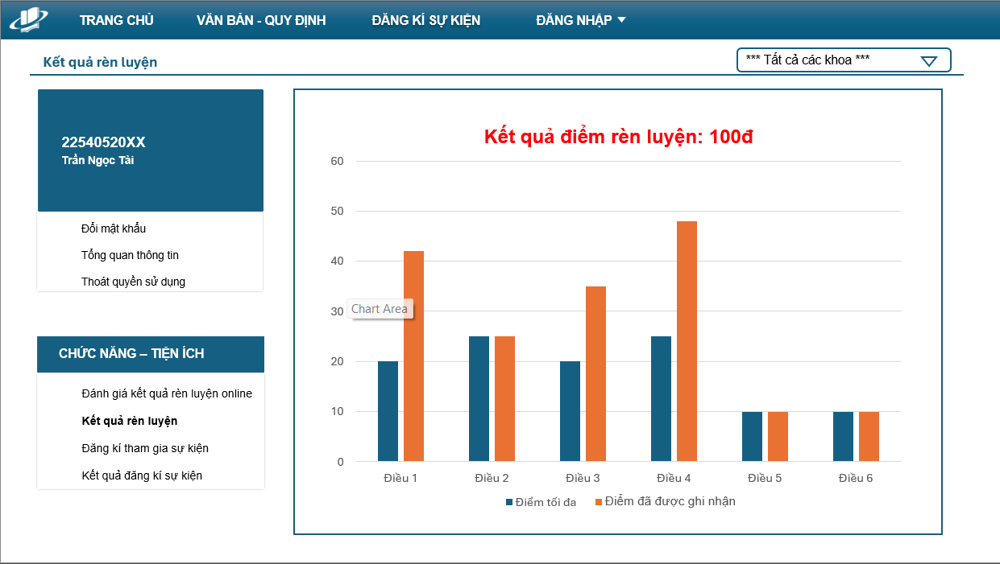 TRANG CHỦ VĂN BẢN - QUY ĐỊNH ĐĂNG KÍ SỰ KIỆN ĐĂNG NHẬP
Kết quả rèn luyện
*** Tất cả các khoa ***
22540520XX
Trần Ngọc Tài
Đổi mật khẩu
Tổng quan thông tin
Thoát quyền sử dụng
CHỨC NĂNG – TIỆN ÍCH
Đánh giá kết quả rèn luyện online
Kết quả rèn luyện
Đăng kí tham gia sự kiện
Kết quả đăng kí sự kiện
Kết quả điểm rèn luyện: 100đ
60
50
40
30
Chart Area
20
10
0
Điều 1 Điều 2 Điều 3 Điều 4 Điều 5 Điều 6
Điểm tối đa Điểm đã được ghi nhận